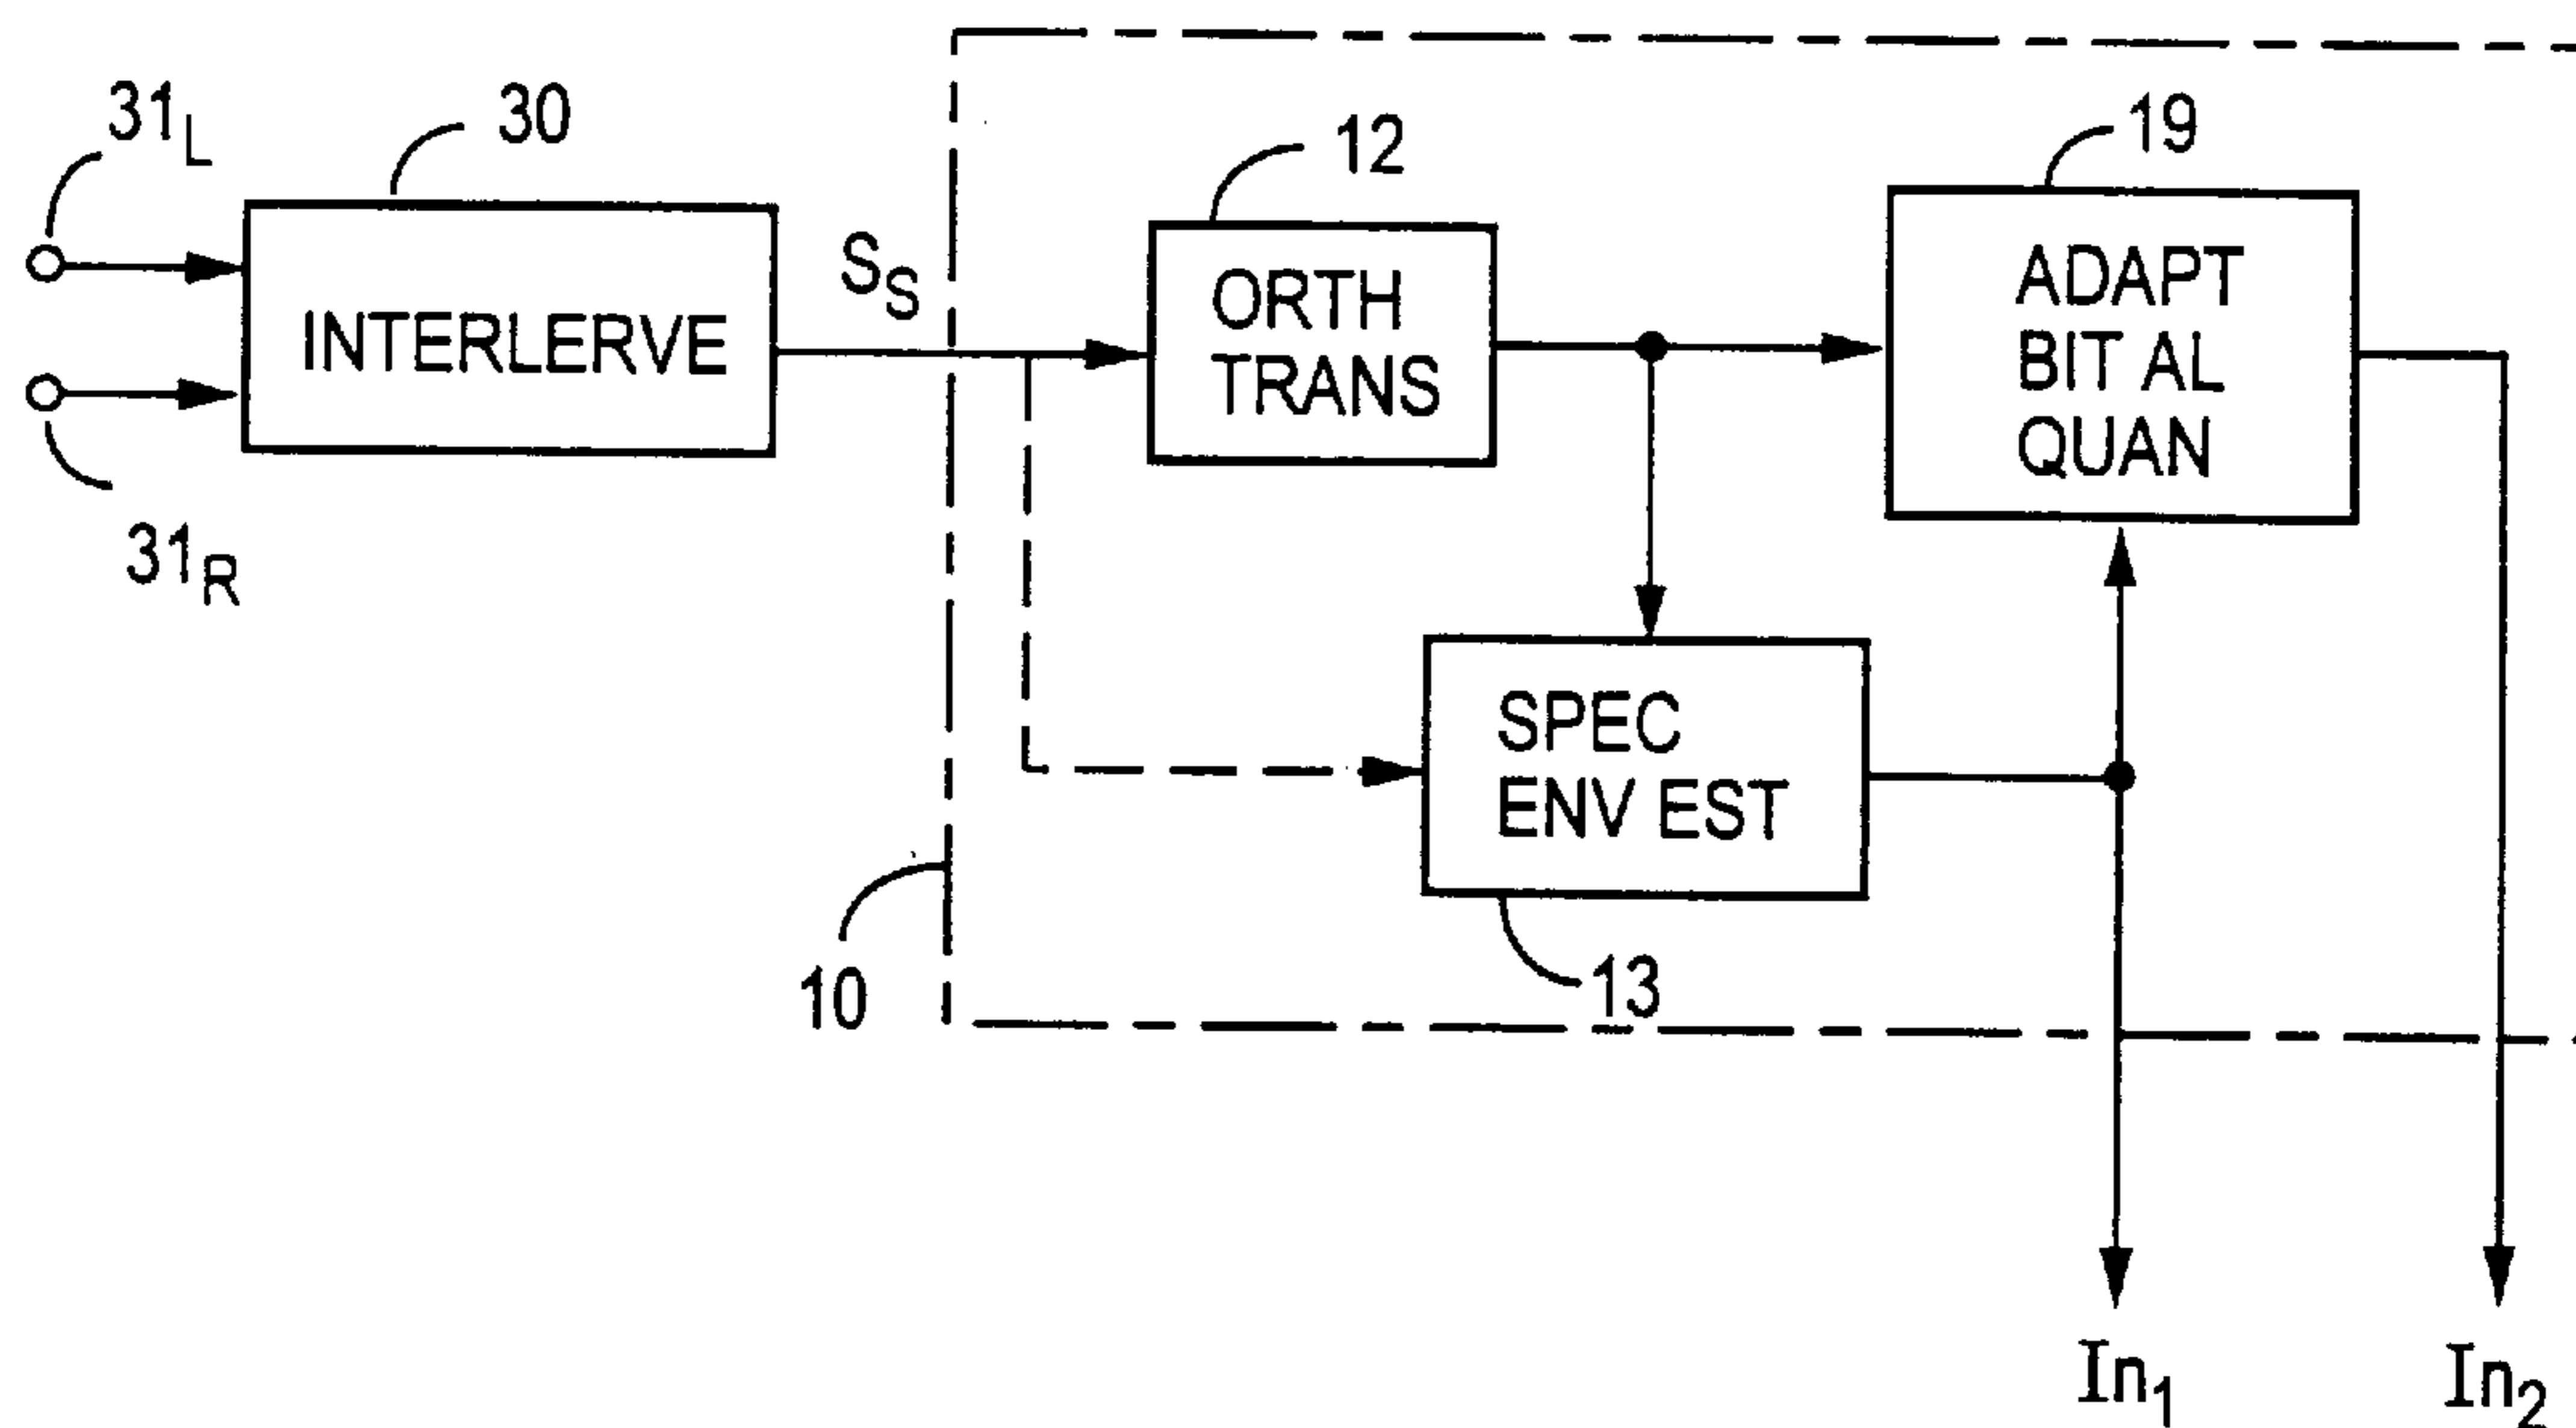 31L
30
12
19
SS
INTERLERVE
ORTH
TRANS
ADAPT
BIT AL
QUAN
31R
SPEC
ENV EST
10
13
In1
In2